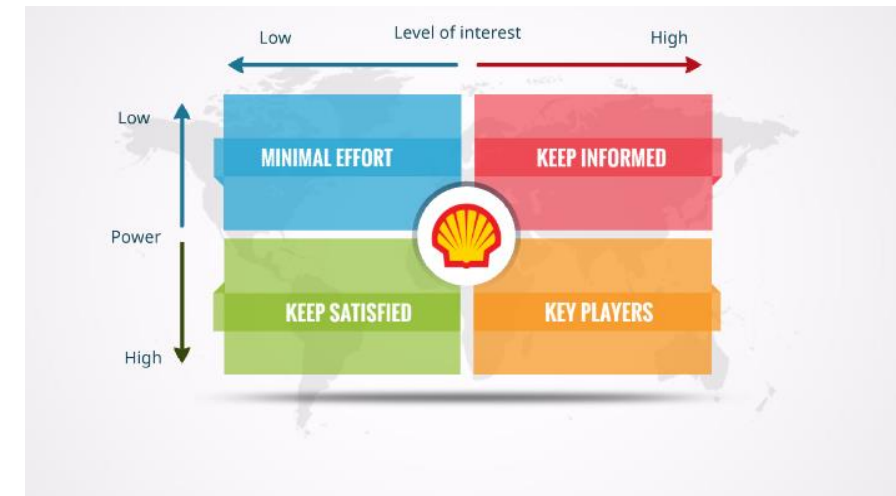 Low
Level of interest
High
Low
MINIMAL EFFORT
KEEP INFORMED
Power
KEEP SATISFIED
KEY PLAYERS
High